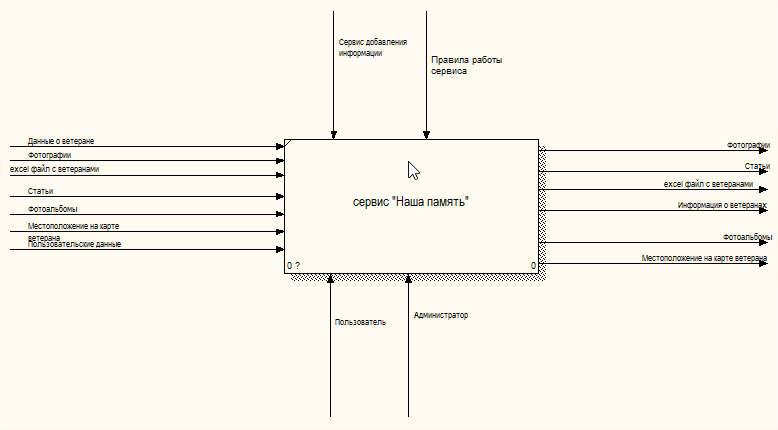 Сервис добавления
информации
Правила работы
сервиса
Данные о ветеране
Фотографии
excel файл с ветеранами
Статьи
Фотоальбомы
Местоположение на карте
ветерана
Пользовательские данные
сервис "Наша память"
0 ?
0
Фотографии
Статьи
excel файл с ветеранами
Информация о ветеранах
Фотоальбомы
Местоположение на карте ветерана
Пользователь
Администратор